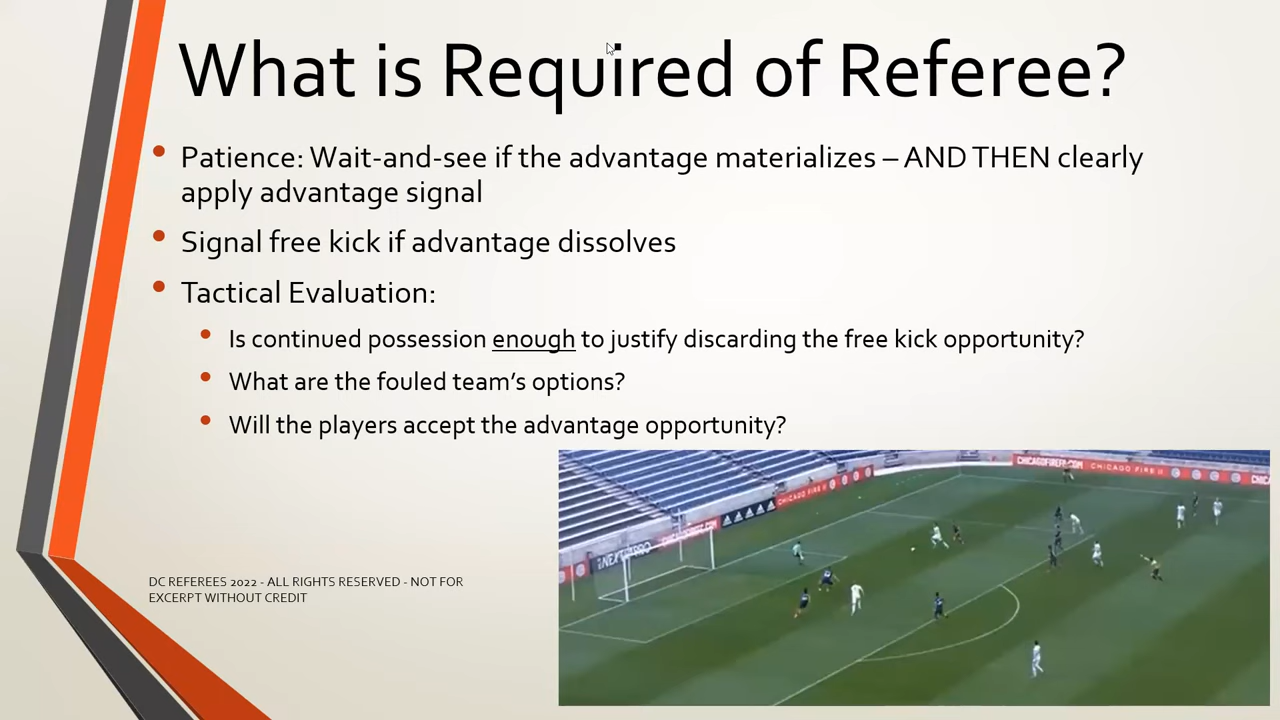 What is Required of Referee?
Patience: Wait-and-see if the advantage materializes – AND THEN clearly
apply advantage signal
Signal free kick if advantage dissolves
Tactical Evaluation:
Is continued possession enough to justify discarding the free kick opportunity?
What are the fouled team’s options?
Will the players accept the advantage opportunity?
DC REFEREES 2022 - ALL RIGHTS RESERVED - NOT FOR
EXCERPT WITHOUT CREDIT
CHICAGOFIREFC.COM CHICAGO FIRE
CHICAGO FIRE